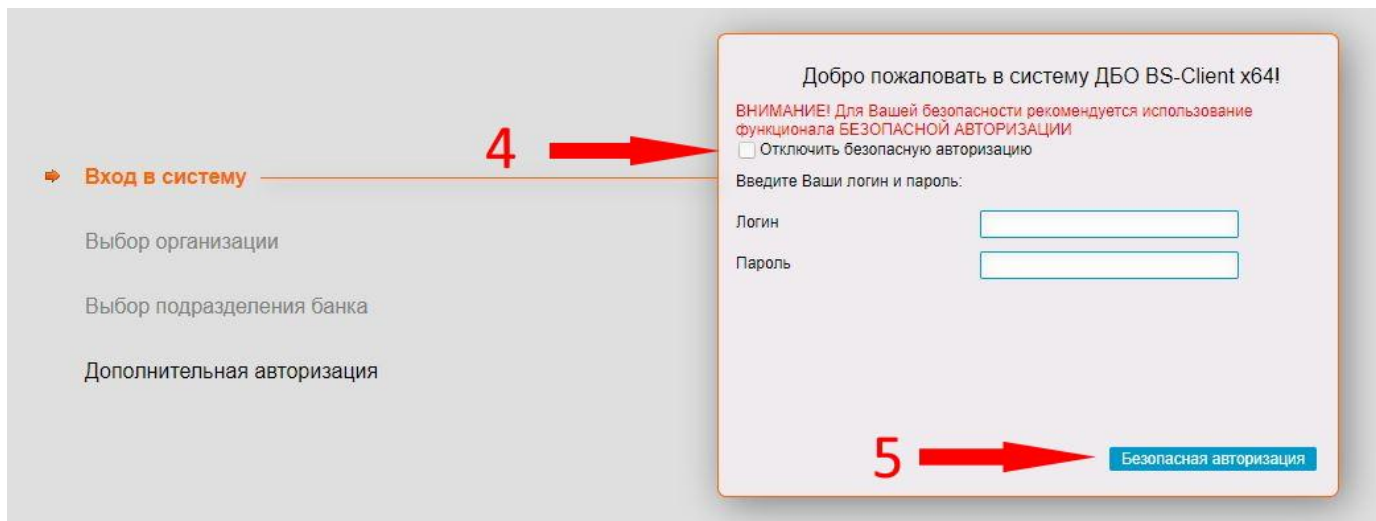 Добро пожаловать в систему ДБО BS-Client x64!
ВНИМАНИЕ! Для Вашей безопасности рекомендуется использование
функционала БЕЗОПАСНОЙ АВТОРИЗАЦИИ
4
Отключить безопасную авторизацию
Вход в систему
Введите Ваши логин и пароль:
Логин
Выбор организации
Пароль
Выбор подразделения банка
Дополнительная авторизация
5
Безопасная авторизация